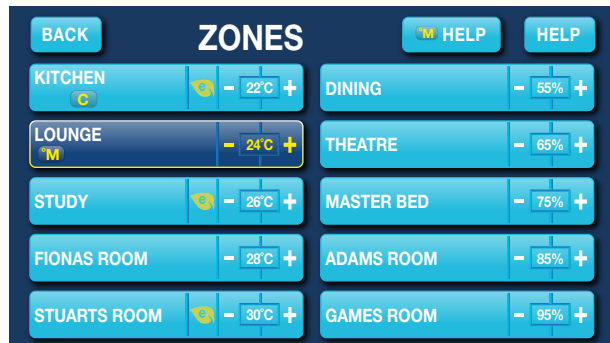 BACK ZONES °M HELP HELP
KITCHEN
C
e - 22°C +
DINING - 55% +
LOUNGE
°M
- 24°C +
THEATRE - 65% +
STUDY e - 26°C +
MASTER BED - 75% +
FIONAS ROOM - 28°C +
ADAMS ROOM - 85% +
STUARTS ROOM e - 30°C +
GAMES ROOM - 95% +